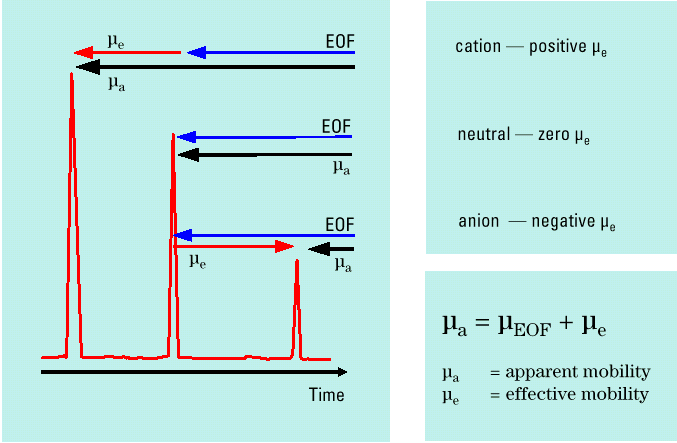 μe
EOF
μa
EOF
μa
EOF
μe
μa
Time
cation — positive μe
neutral — zero μe
anion — negative μe
μa = μEOF + μe
μa = apparent mobility
μe = effective mobility